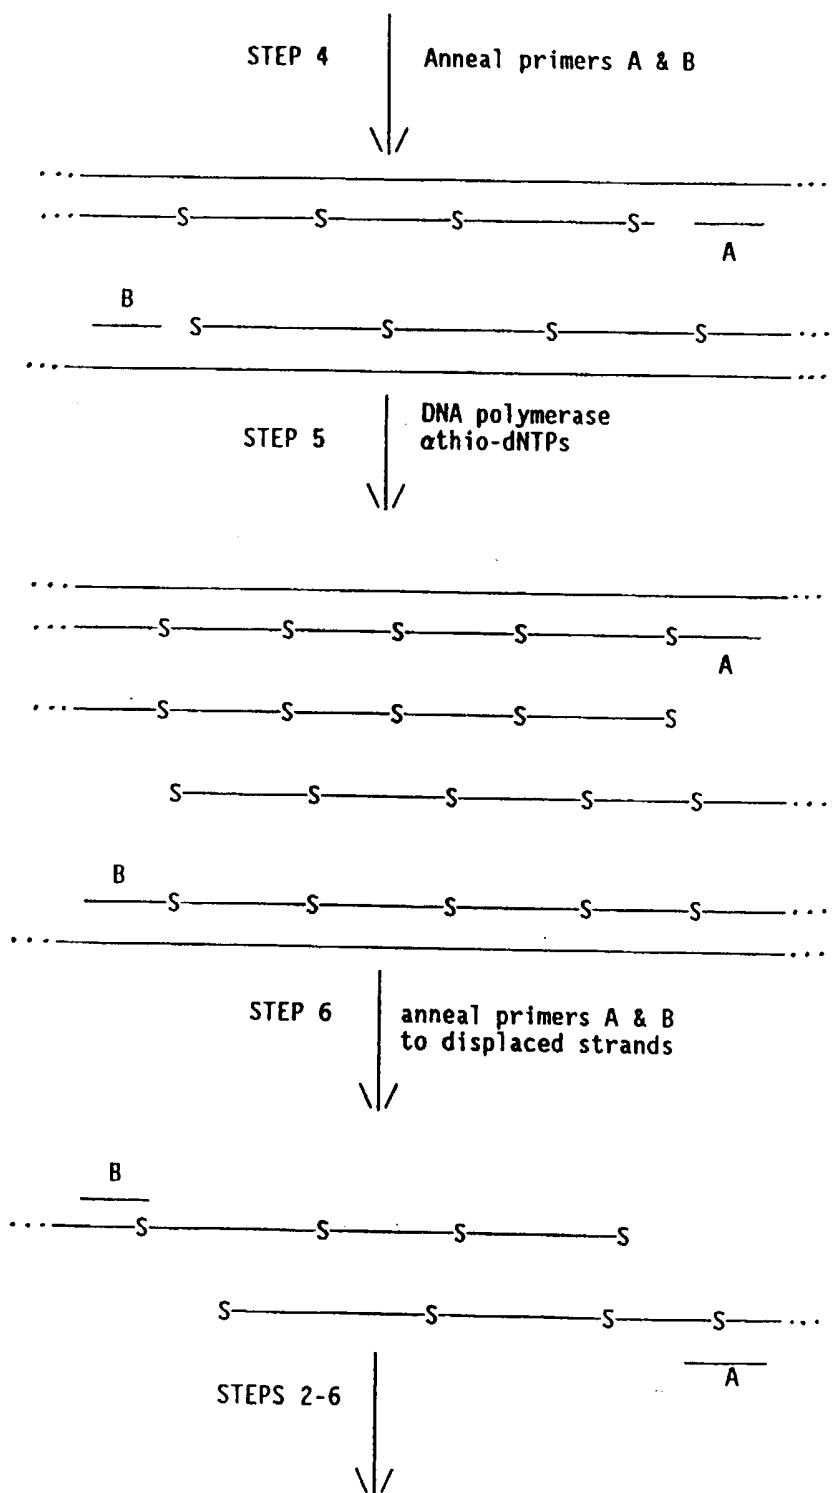 STEP 4 Anneal primers A & B
... ...
... S S S S A
B
S S S S ...
... ...
STEP 5 DNA polymerase
αthio-dNTPs
... ...
... S S S S S
A
... S S S S S
S S S S S ...
B
S S S S S ...
... ...
STEP 6 anneal primers A & B
to displaced strands
B
... S S S S
S S S S ...
A
STEPS 2-6